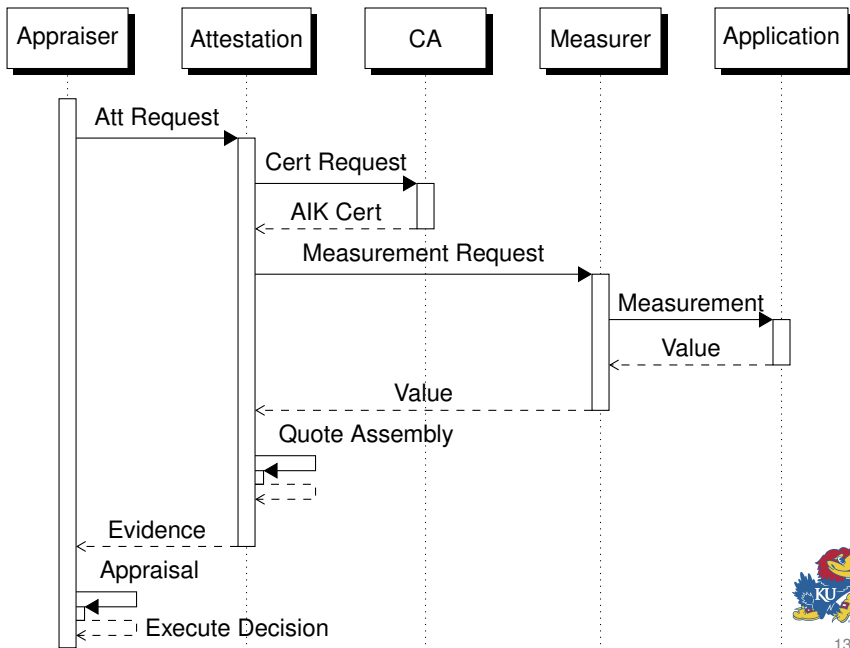 Appraiser
Attestation
CA
Measurer
Application
Att Request
Cert Request
AIK Cert
Measurement Request
Measurement
Value
Value
Quote Assembly
Evidence
Appraisal
Execute Decision
KU
13